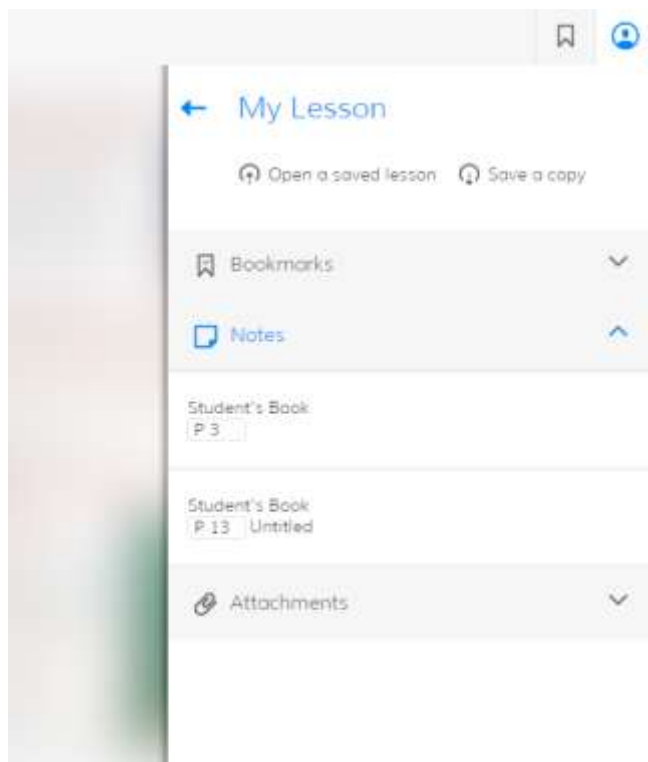 My Lesson
Open a saved lesson Save a copy
Bookmarks
Notes
Student's Book
P 3
Student's Book
P 13 Untitled
Attachments